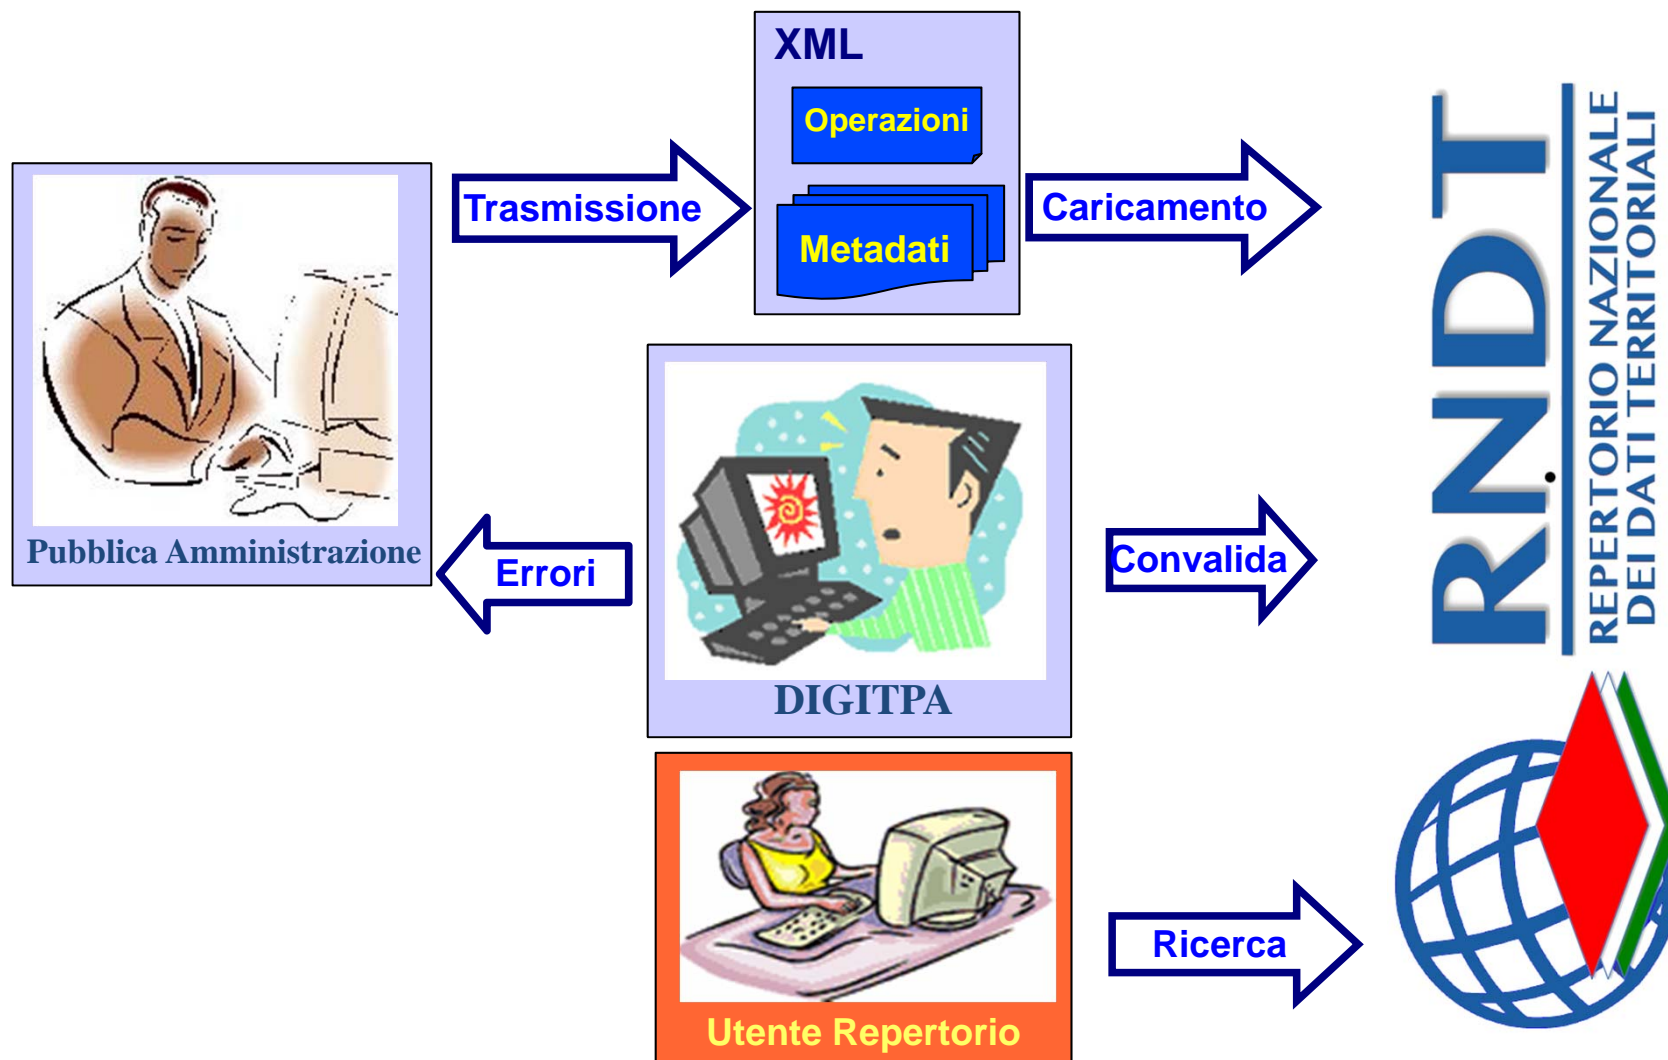 XML
Operazioni
Metadati
Trasmissione
Caricamento
Pubblica Amministrazione
Errori
DIGITPA
Convalida
Utente Repertorio
Ricerca
RNDT
REPERTORIO NAZIONALE
DEI DATI TERRITORIALI